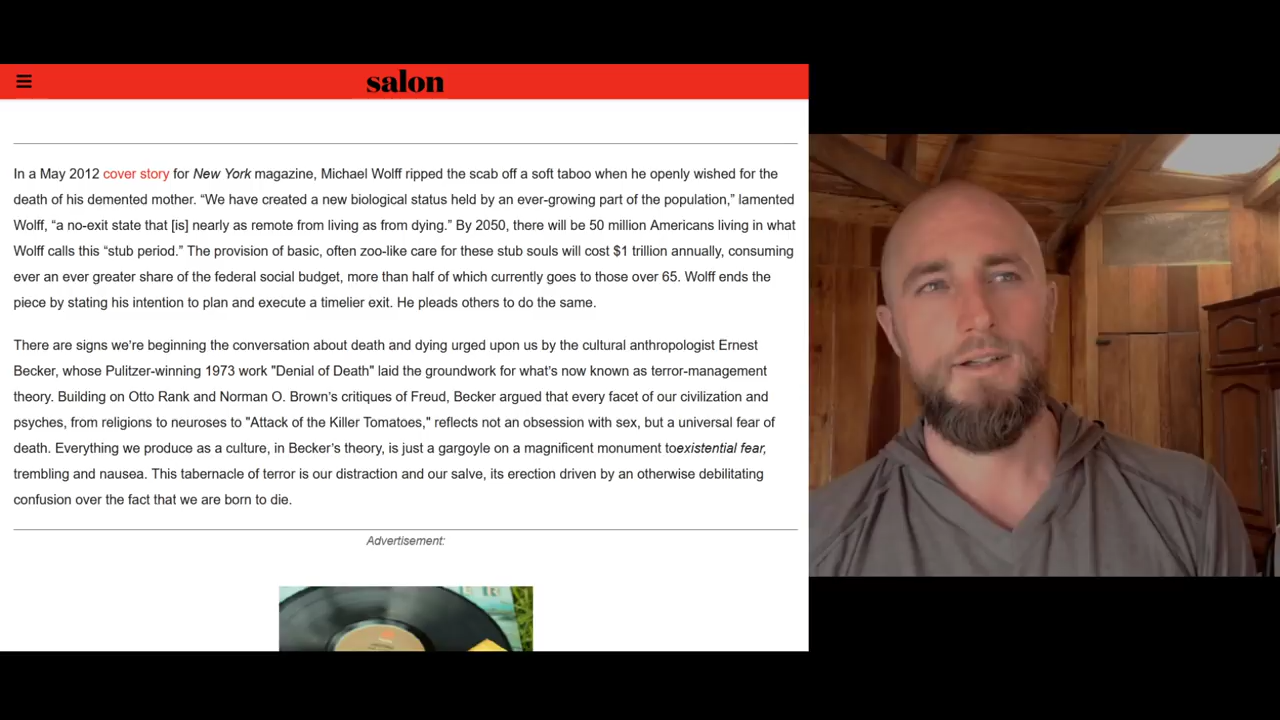 salon
In a May 2012 cover story for New York magazine, Michael Wolff ripped the scab off a soft taboo when he openly wished for the
death of his demented mother. “We have created a new biological status held by an ever-growing part of the population,” lamented
Wolff, “a no-exit state that [is] nearly as remote from living as from dying.” By 2050, there will be 50 million Americans living in what
Wolff calls this “stub period.” The provision of basic, often zoo-like care for these stub souls will cost $1 trillion annually, consuming
ever an ever greater share of the federal social budget, more than half of which currently goes to those over 65. Wolff ends the
piece by stating his intention to plan and execute a timelier exit. He pleads others to do the same.
There are signs we’re beginning the conversation about death and dying urged upon us by the cultural anthropologist Ernest
Becker, whose Pulitzer-winning 1973 work "Denial of Death" laid the groundwork for what’s now known as terror-management
theory. Building on Otto Rank and Norman O. Brown’s critiques of Freud, Becker argued that every facet of our civilization and
psyches, from religions to neuroses to "Attack of the Killer Tomatoes," reflects not an obsession with sex, but a universal fear of
death. Everything we produce as a culture, in Becker’s theory, is just a gargoyle on a magnificent monument toexistential fear,
trembling and nausea. This tabernacle of terror is our distraction and our salve, its erection driven by an otherwise debilitating
confusion over the fact that we are born to die.
Advertisement: